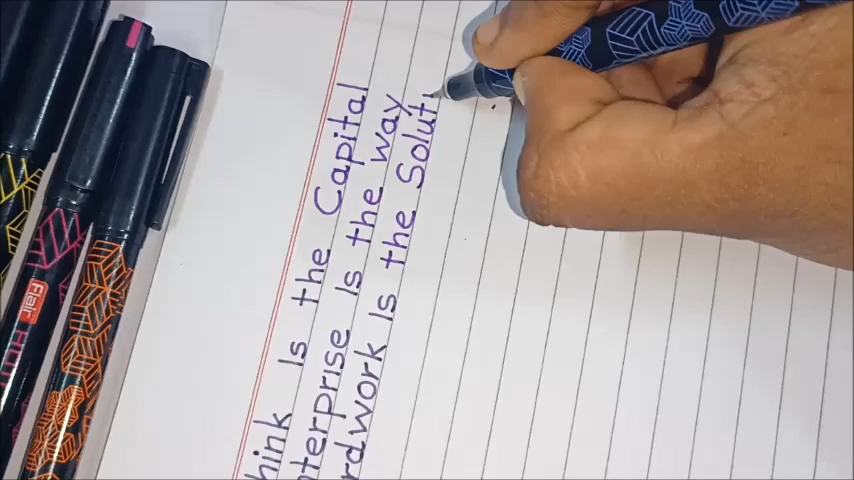 hink Is the Capital
nterprise Is the way
rdwork Is the Solut
Flair